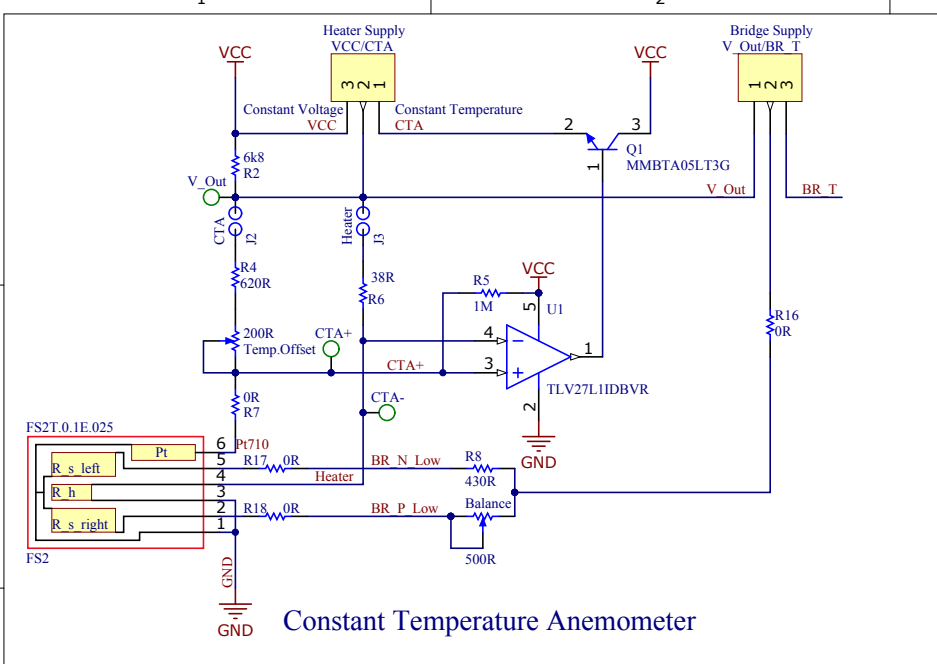 1
2
Heater Supply
VCC/CTA
Bridge Supply
V_Out/BR_T
VCC
VCC
3
2
1
1
2
3
Constant Voltage
Constant Temperature
VCC
CTA
2
3
Q1
MMBTA05LT3G
1
6k8
R2
V_Out
V_Out
BR_T
CTA
J2
Heater
J3
R4
620R
38R
R6
R5
1M
VCC
5
U1
R16
0R
200R
Temp.Offset
CTA+
4
1
CTA+
3
TLV27L1IDBVR
0R
R7
CTA-
2
GND
FS2T.0.1E.025
6
Pt710
Pt
5
R17
0R
BR_N_Low
R8
430R
R_s_left
4
Heater
R_h
3
2
R18
0R
BR_P_Low
Balance
R_s_right
1
500R
FS2
GND
GND
Constant Temperature Anemometer